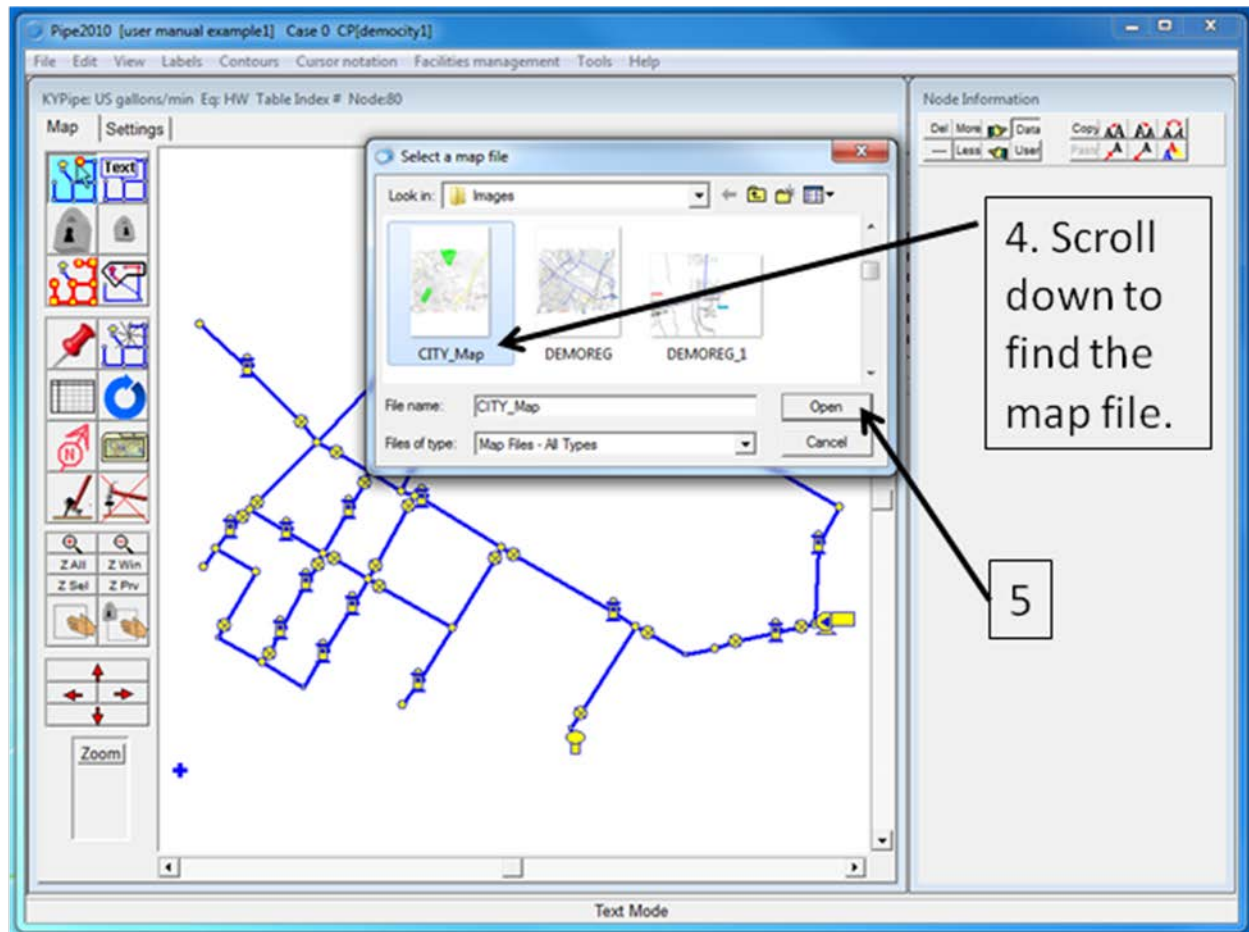 Pipe2010 [user manual example1] Case 0 CP[democity1]
File Edit View Labels Contours Cursor notation Facilities management Tools Help
KYPipe: US gallons/min Eq: HW Table Index # Node:80
Map Settings
Text
N
Z All Z Win
Z Sel Z Prv
Zoom
Select a map file
Look in: Images
CITY_Map DEMOREG DEMOREG_1
File name: CITY_Map Open
Files of type: Map Files - All Types Cancel
Node Information
Del More Data Copy A A A
--- Less User Pass A A A
4. Scroll
down to
find the
map file.
5
Text Mode